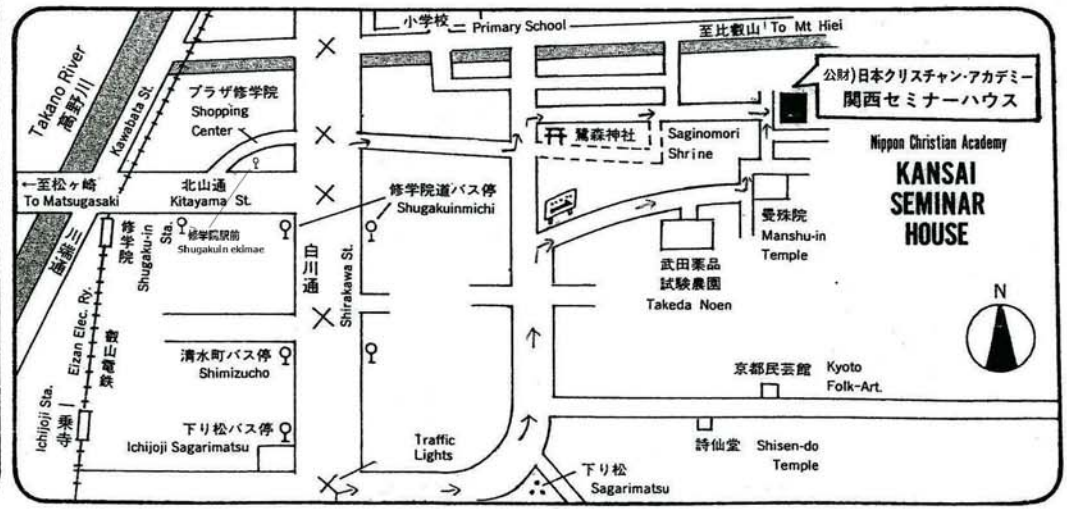 小学校 Primary School
至比叡山 To Mt Hiei
Takano River
高野川
Kawabata St.
プラザ修学院
Shopping
Center
公財)日本クリスチャン・アカデミー
関西セミナーハウス
Nippon Christian Academy
KANSAI
SEMINAR
HOUSE
鷺森神社
Saginomori
Shrine
←至松ヶ崎
To Matsugasaki
北山通
Kitayama St.
修学院道バス停
Shugakuinmichi
修学院駅前
Shugakuin ekimae
修学院
Shugaku-in
Sta.
川端通
白川通
Shirakawa St.
曼殊院
Manshu-in
Temple
武田薬品
試験農園
Takeda Noen
N
Eizan Elec. Ry.
叡山電鉄
清水町バス停
Shimizucho
京都民芸館 Kyoto
Folk-Art.
Ichijoji Sta.
一乗寺
下り松バス停
Ichijoji Sagarimatsu
Traffic
Lights
詩仙堂 Shisen-do
Temple
下り松
Sagarimatsu